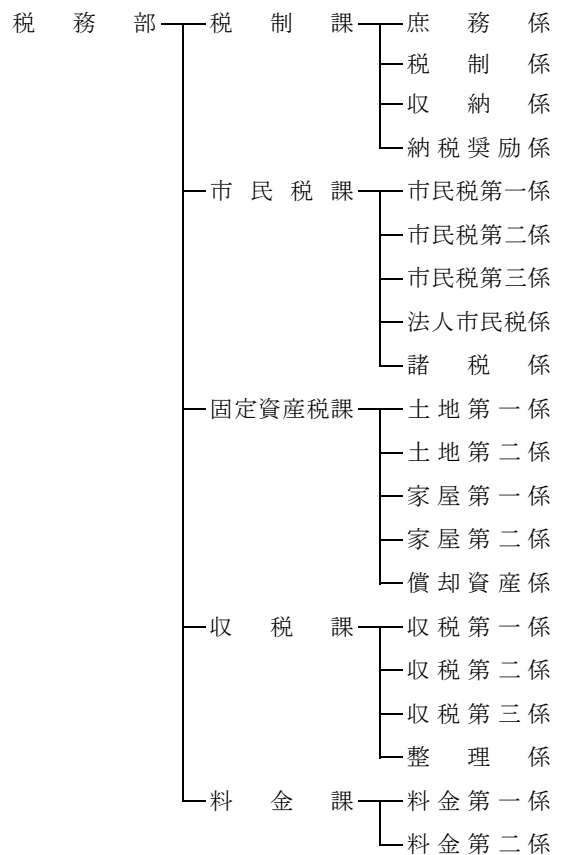 税務部 税制課 庶務係
税制係
収納係
納税奨励係
市民税課 市民税第一係
市民税第二係
市民税第三係
法人市民税係
諸税係
固定資産税課 土地第一係
土地第二係
家屋第一係
家屋第二係
償却資産係
収税課 収税第一係
収税第二係
収税第三係
整理係
料金課 料金第一係
料金第二係